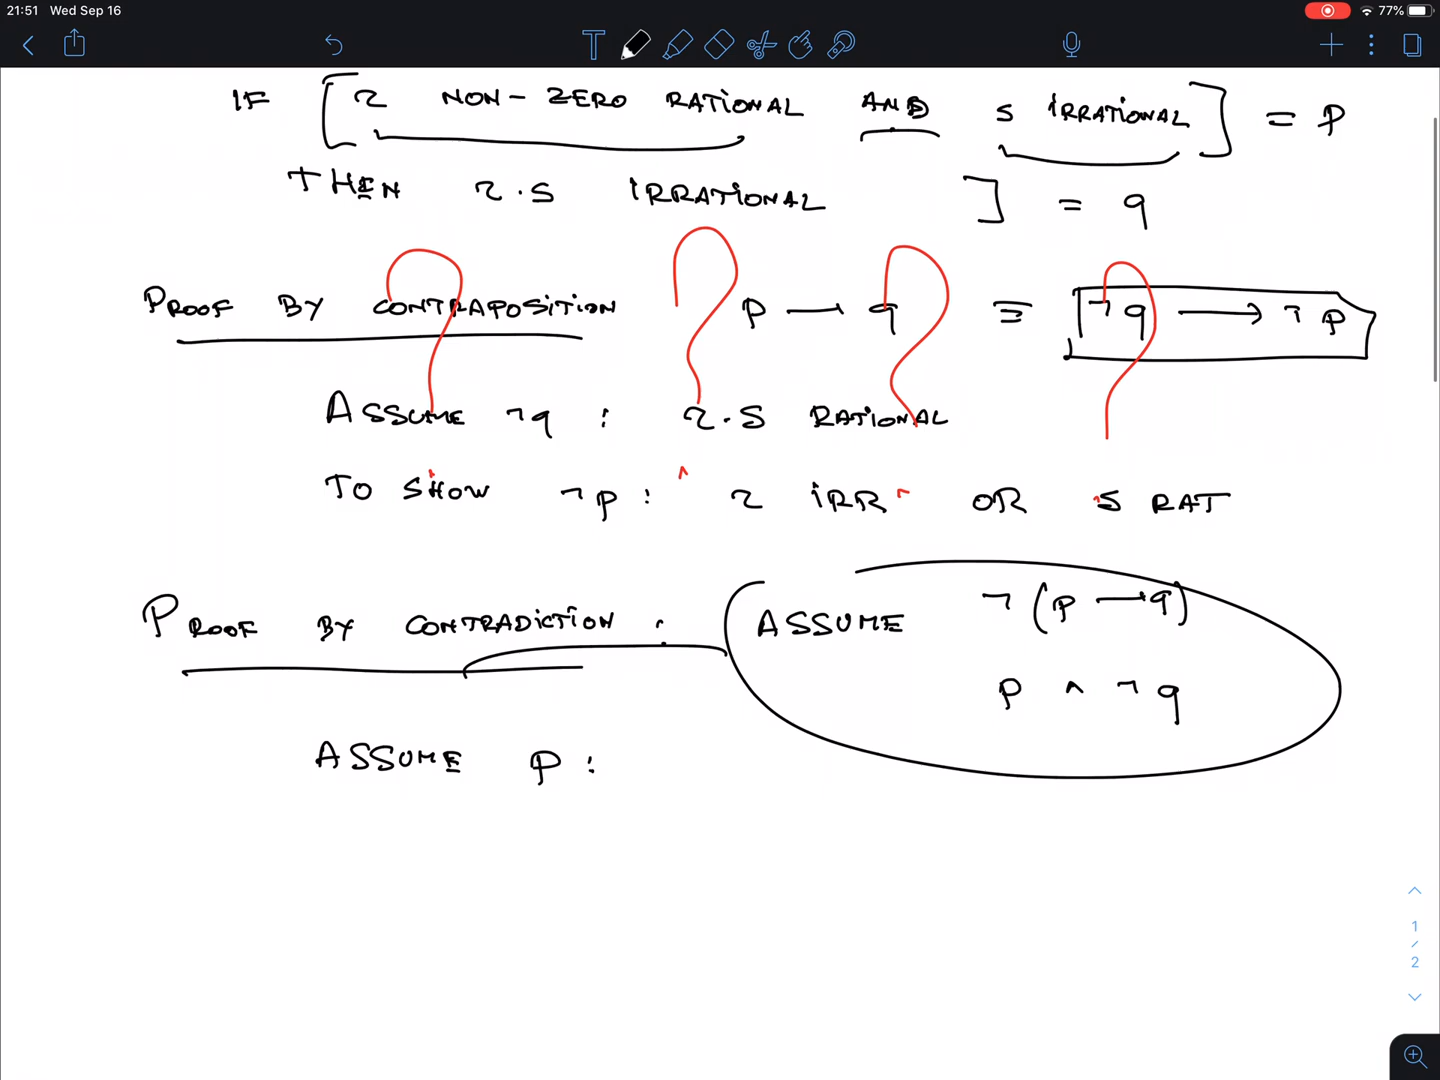 21:51 Wed Sep 16 77%
IF [ r NON-ZERO RATIONAL AND s IRRATIONAL ] = P
THEN r.s IRRATIONAL ] = q
PROOF BY CONTRAPOSITION p → q ≡ ¬q → ¬p
ASSUME ¬q : r.s RATIONAL
TO SHOW ¬p : r IRR OR s RAT
PROOF BY CONTRADICTION : ASSUME ¬(p → q)
p ∧ ¬q
ASSUME p :
1
/
2